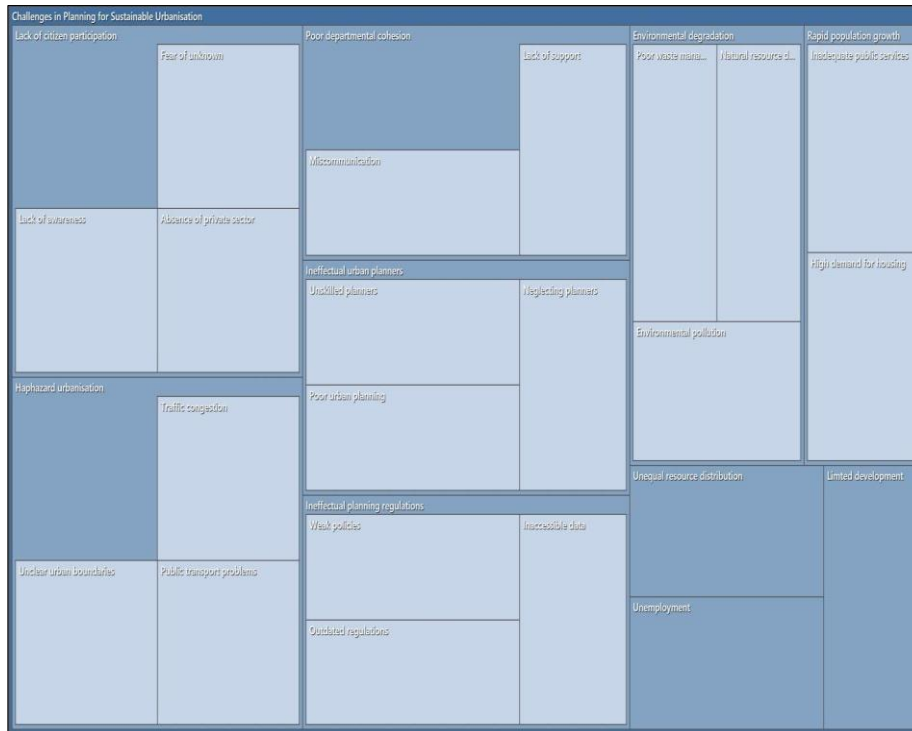 Challenges in Planning for Sustainable Urbanisation
Lack of citizen participation
Fear of unknown
Lack of awareness
Absence of private sector
Haphazard urbanisation
Traffic congestion
Unclear urban boundaries
Public transport problems
Poor departmental cohesion
Lack of support
Miscommunication
Ineffectual urban planners
Unskilled planners
Neglecting planners
Poor urban planning
Ineffectual planning regulations
Weak policies
Inaccessible data
Outdated regulations
Environmental degradation
Poor waste mana...
Natural resource d...
Environmental pollution
Rapid population growth
Inadequate public services
High demand for housing
Unequal resource distribution
Limted development
Unemployment